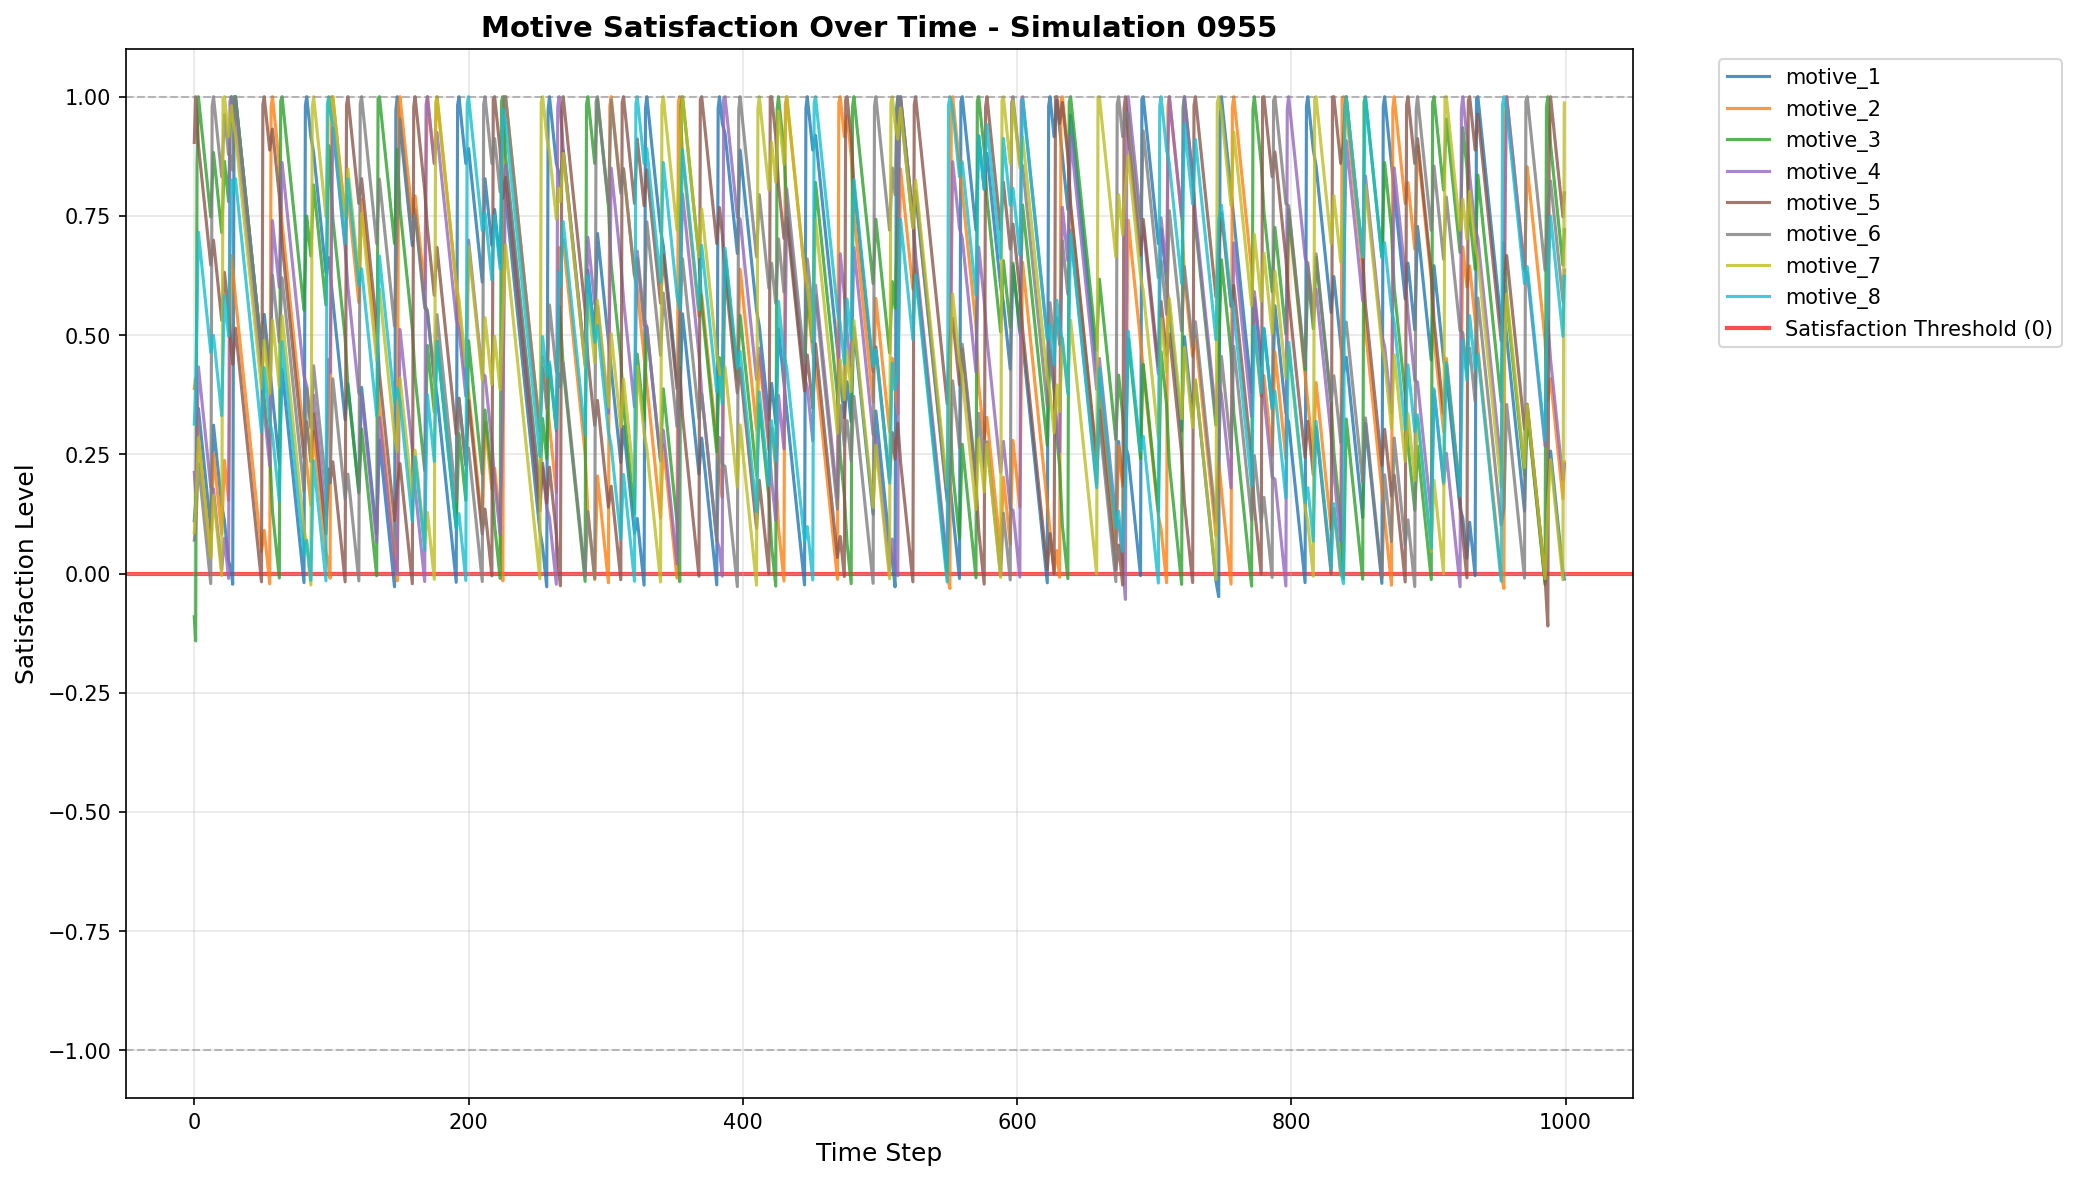 Motive Satisfaction Over Time - Simulation 0955
Satisfaction Level
1.00
0.75
0.50
0.25
0.00
−0.25
−0.50
−0.75
−1.00
0
200
400
600
800
1000
Time Step
motive_1
motive_2
motive_3
motive_4
motive_5
motive_6
motive_7
motive_8
Satisfaction Threshold (0)